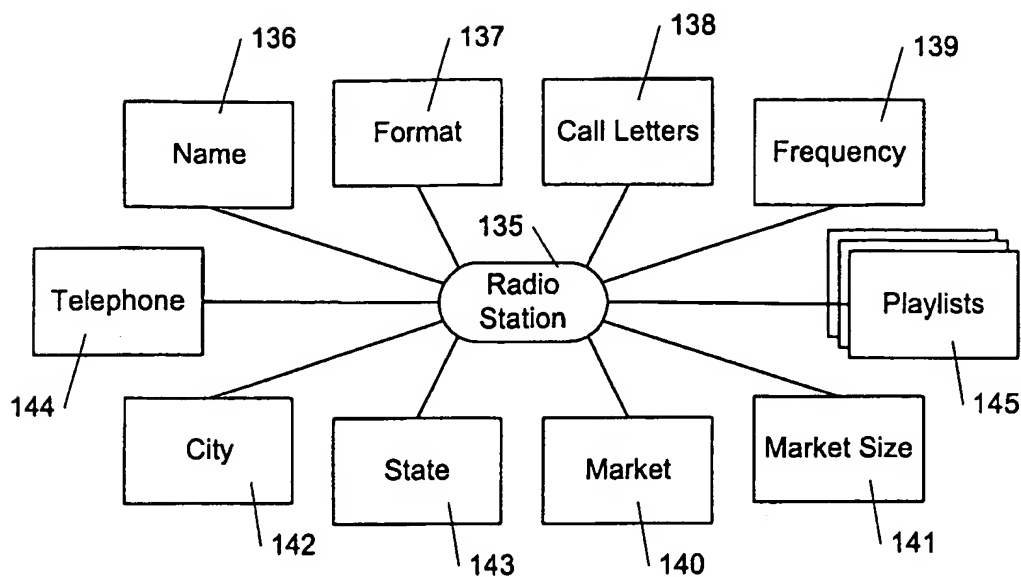 136
137
138
139
Name
Format
Call Letters
Frequency
135
Radio
Station
Telephone
Playlists
144
145
City
State
Market
Market Size
142
143
140
141